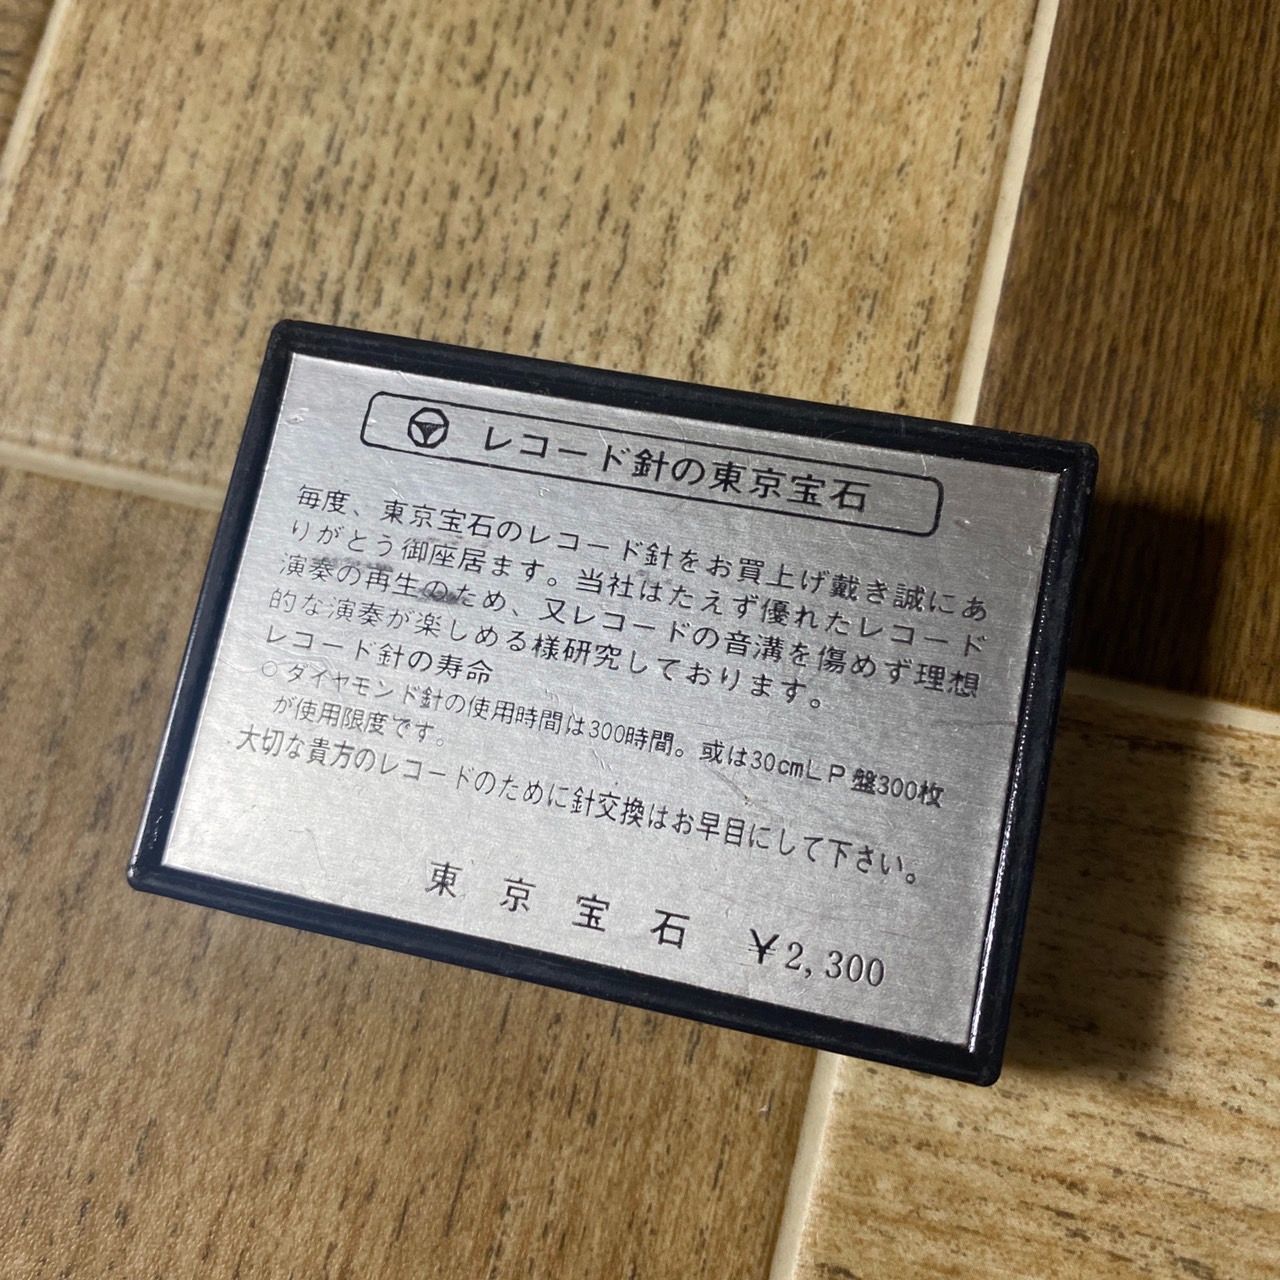 レコード針の東京宝石
毎度、東京宝石のレコード針をお買上げ戴き誠にあ
りがとう御座居ます。当社はたえず優れたレコード
演奏の再生のため、又レコードの音溝を傷めず理想
的な演奏が楽しめる様研究しております。
レコード針の寿命
○ダイヤモンド針の使用時間は300時間。或は30cmLP盤300枚
が使用限度です。
大切な貴方のレコードのために針交換はお早目にして下さい。
東京宝石 ¥2,300